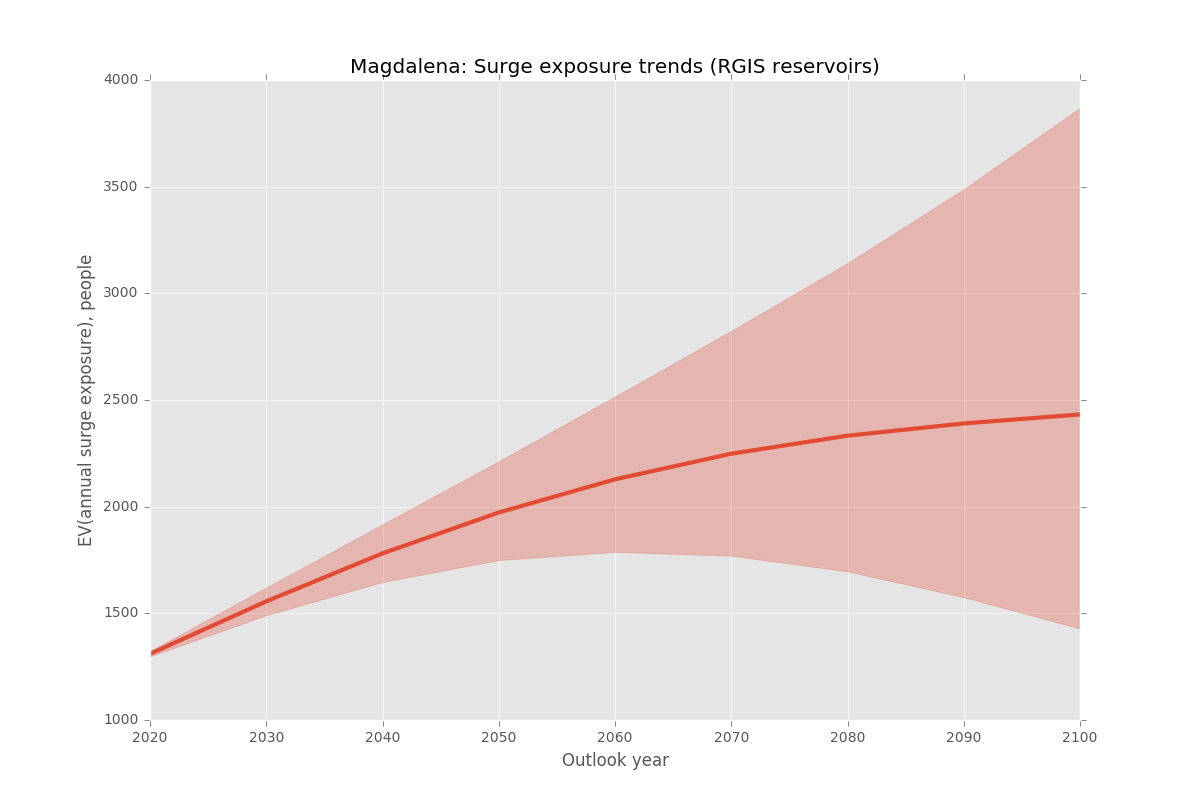 Magdalena: Surge exposure trends (RGIS reservoirs)
4000
3500
3000
2500
2000
1500
1000
EV(annual surge exposure), people
2020 2030 2040 2050 2060 2070 2080 2090 2100
Outlook year